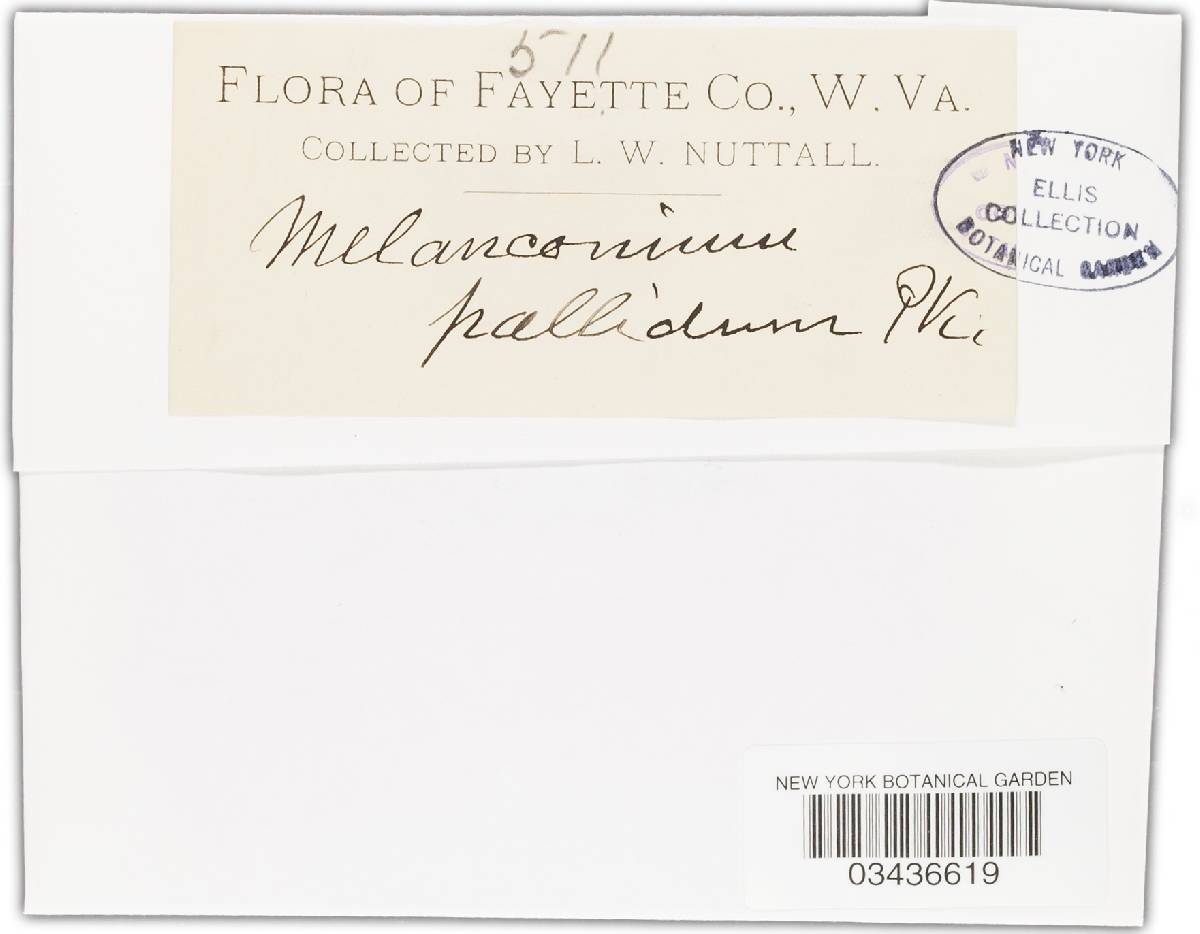 511
FLORA OF FAYETTE CO., W. VA.
COLLECTED BY L. W. NUTTALL.
Melanconium
pallidum Pk.
NEW YORK
ELLIS
COLLECTION
BOTANICAL GARDEN
NEW YORK BOTANICAL GARDEN
03436619